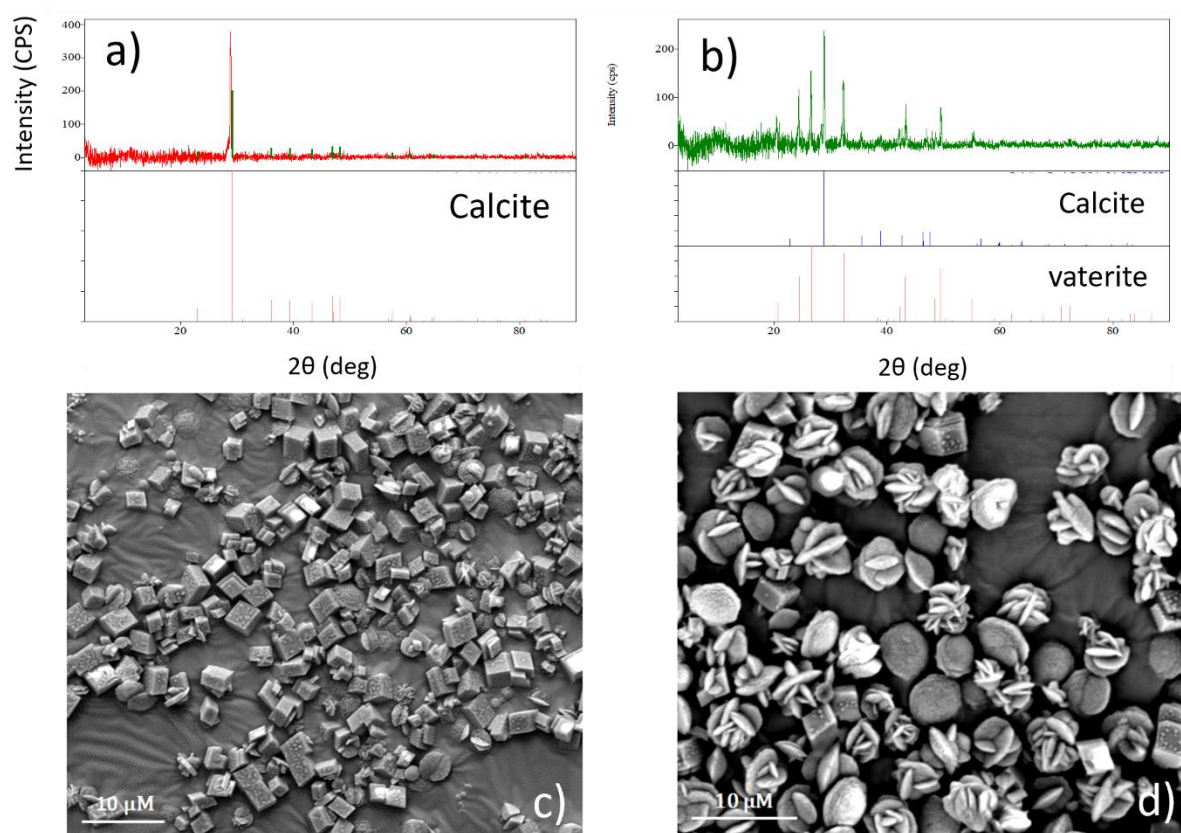 a)
Intensity (CPS)
400
300
200
100
0
Calcite
20
40
60
80
2θ (deg)
b)
Intensity (cps)
200
100
0
Calcite
vaterite
20
40
60
80
2θ (deg)
10 μM
c)
10 μM
d)